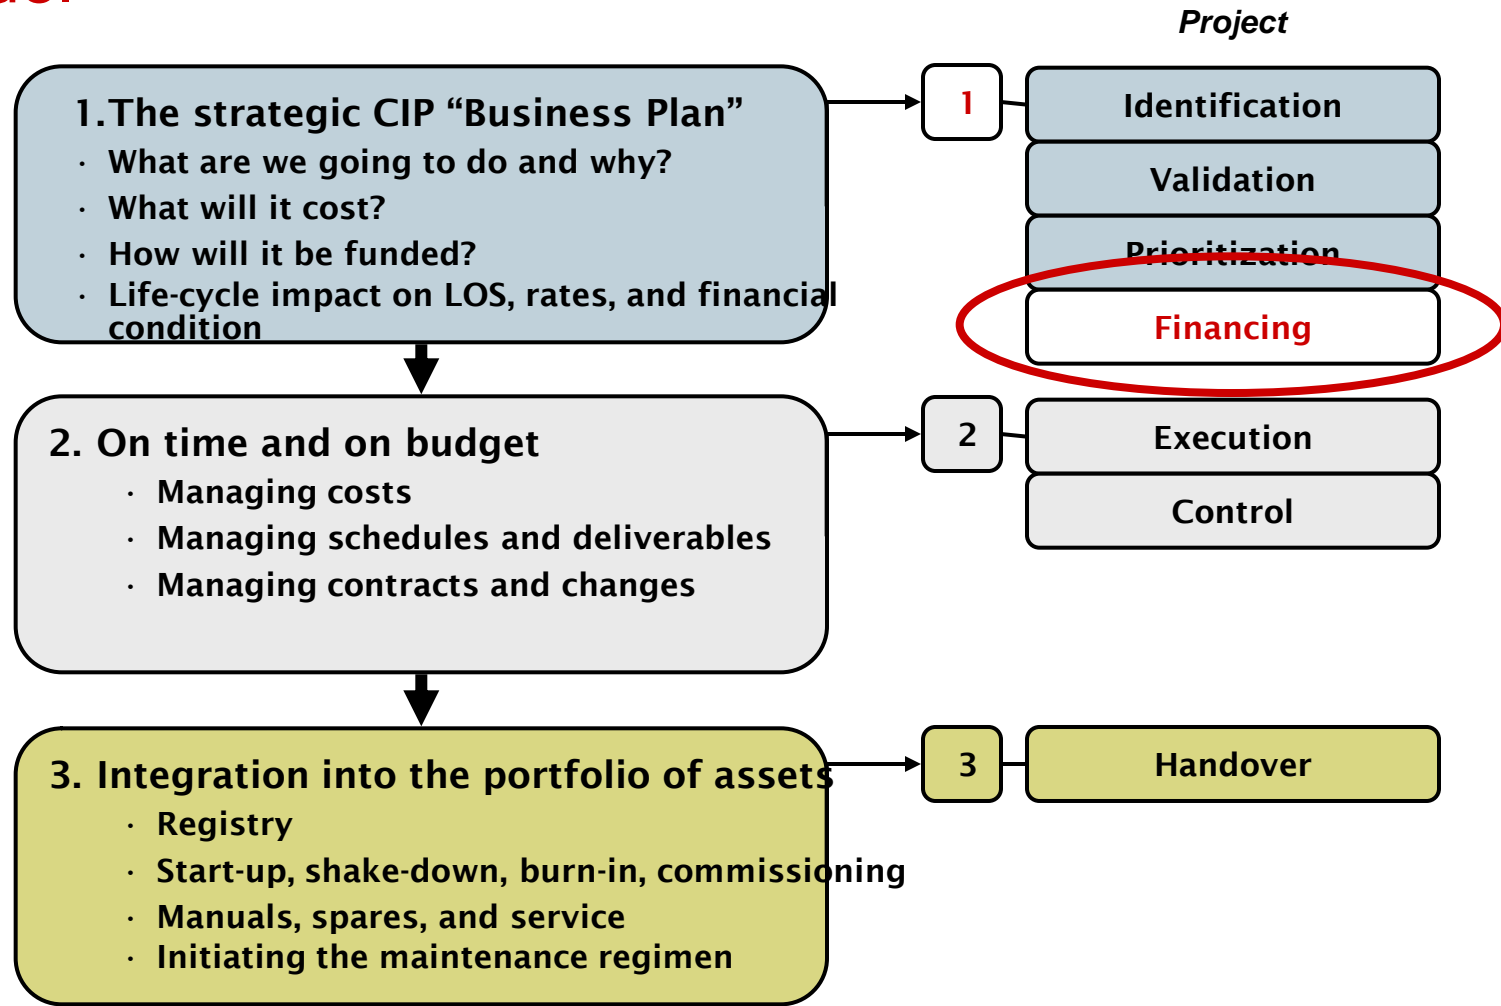 Project
1. The strategic CIP “Business Plan”
· What are we going to do and why?
· What will it cost?
· How will it be funded?
· Life-cycle impact on LOS, rates, and financial
condition
1
Identification
Validation
Prioritization
Financing
2. On time and on budget
· Managing costs
· Managing schedules and deliverables
· Managing contracts and changes
2
Execution
Control
3. Integration into the portfolio of assets
· Registry
· Start-up, shake-down, burn-in, commissioning
· Manuals, spares, and service
· Initiating the maintenance regimen
3
Handover